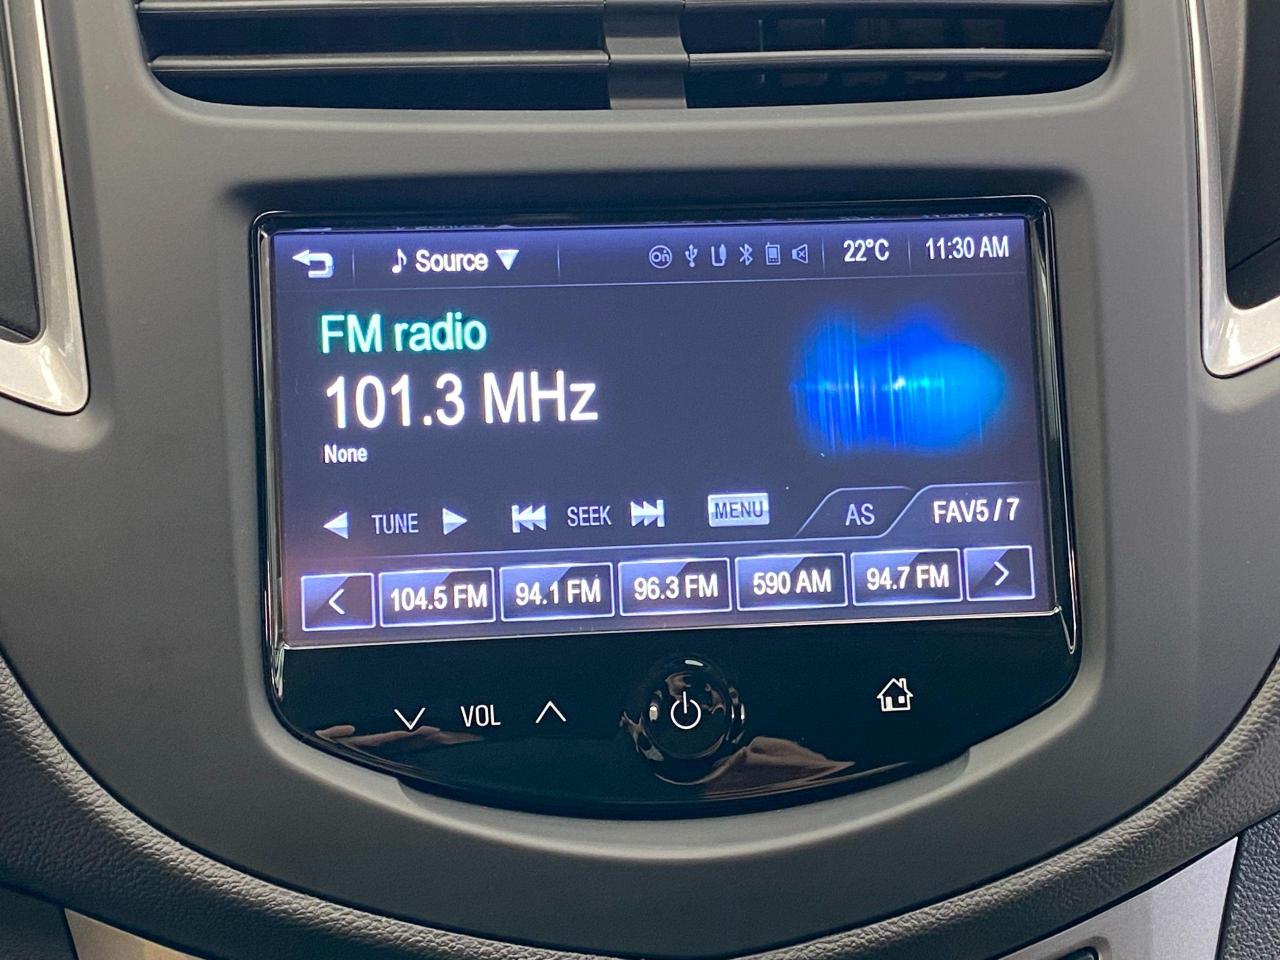 Source 22°C 11:30 AM
FM radio
101.3 MHz
None
TUNE SEEK MENU AS FAV5 / 7
104.5 FM 94.1 FM 96.3 FM 590 AM 94.7 FM
VOL